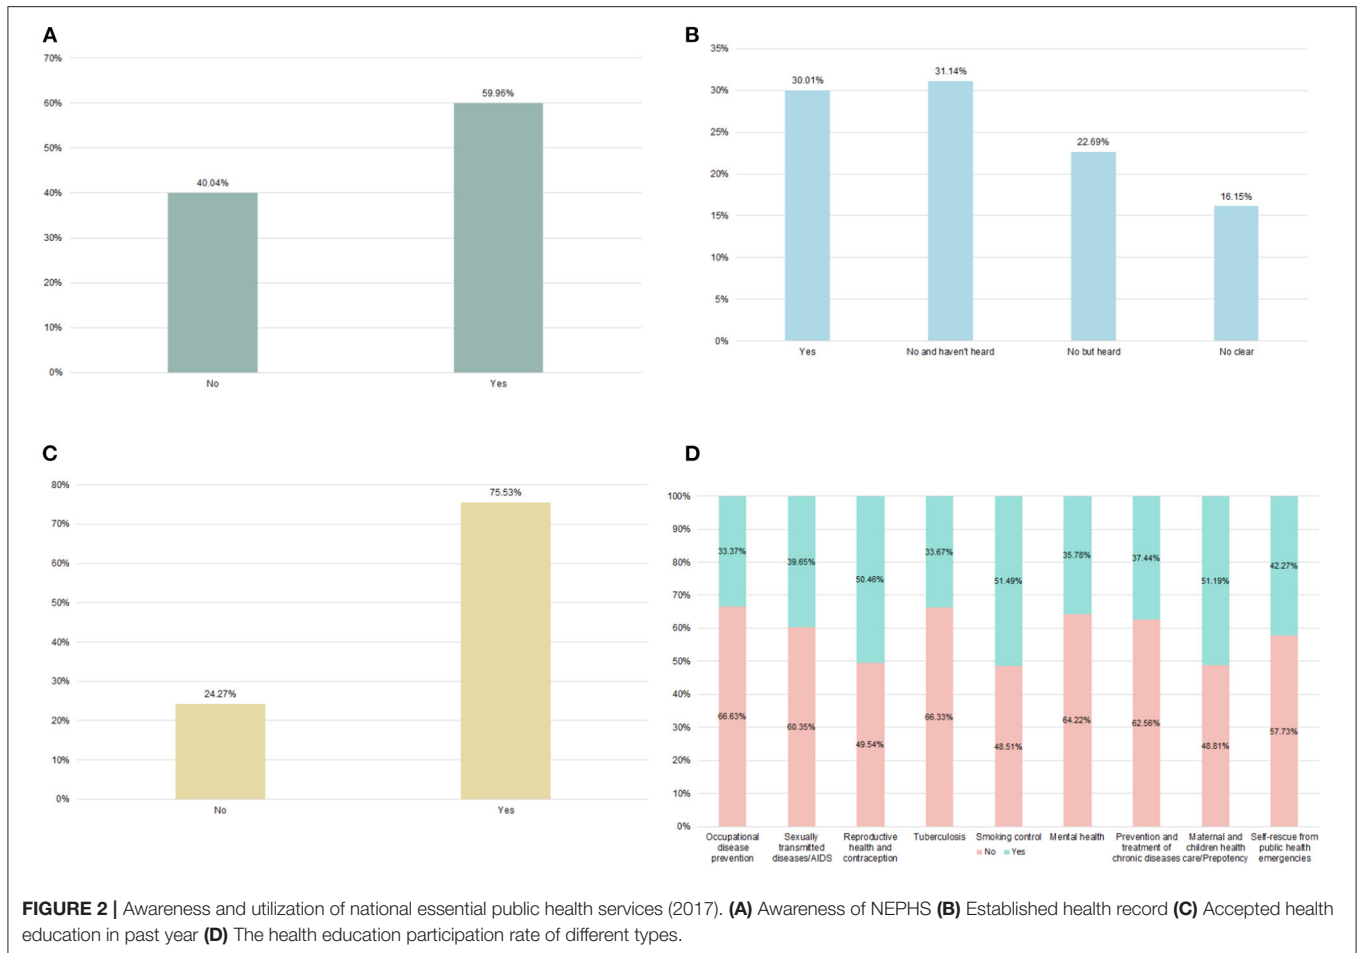 A
70%
60%
50%
40%
30%
20%
10%
0%
40.04%
59.96%
No
Yes
B
35%
30%
25%
20%
15%
10%
5%
0%
30.01%
31.14%
22.69%
16.15%
Yes
No and haven't heard
No but heard
No clear
C
80%
70%
60%
50%
40%
30%
20%
10%
0%
24.27%
75.53%
No
Yes
D
100%
90%
80%
70%
60%
50%
40%
30%
20%
10%
0%
33.37%
39.65%
50.46%
33.67%
51.49%
35.78%
37.44%
51.19%
42.27%
66.63%
60.35%
49.54%
66.33%
48.51%
64.22%
62.56%
48.81%
57.73%
Occupational
disease
prevention
Sexually
transmitted
diseases/AIDS
Reproductive
health and
contraception
Tuberculosis
Smoking control
Mental health
Prevention and
treatment of
chronic diseases
Maternal and
children health
care/Prepotency
Self-rescue from
public health
emergencies
No Yes
FIGURE 2 | Awareness and utilization of national essential public health services (2017). (A) Awareness of NEPHS (B) Established health record (C) Accepted health
education in past year (D) The health education participation rate of different types.